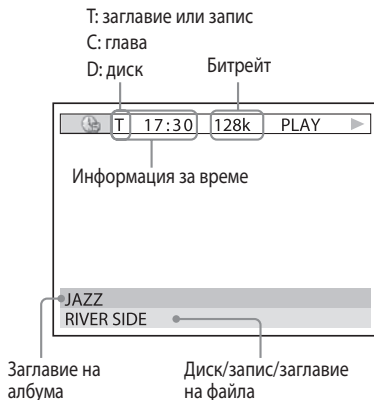 T: заглавие или запис
C: глава
D: диск
Битрейт
T 17:30 128k PLAY
Информация за време
JAZZ
RIVER SIDE
Заглавие на
албума
Диск/запис/заглавие
на файла